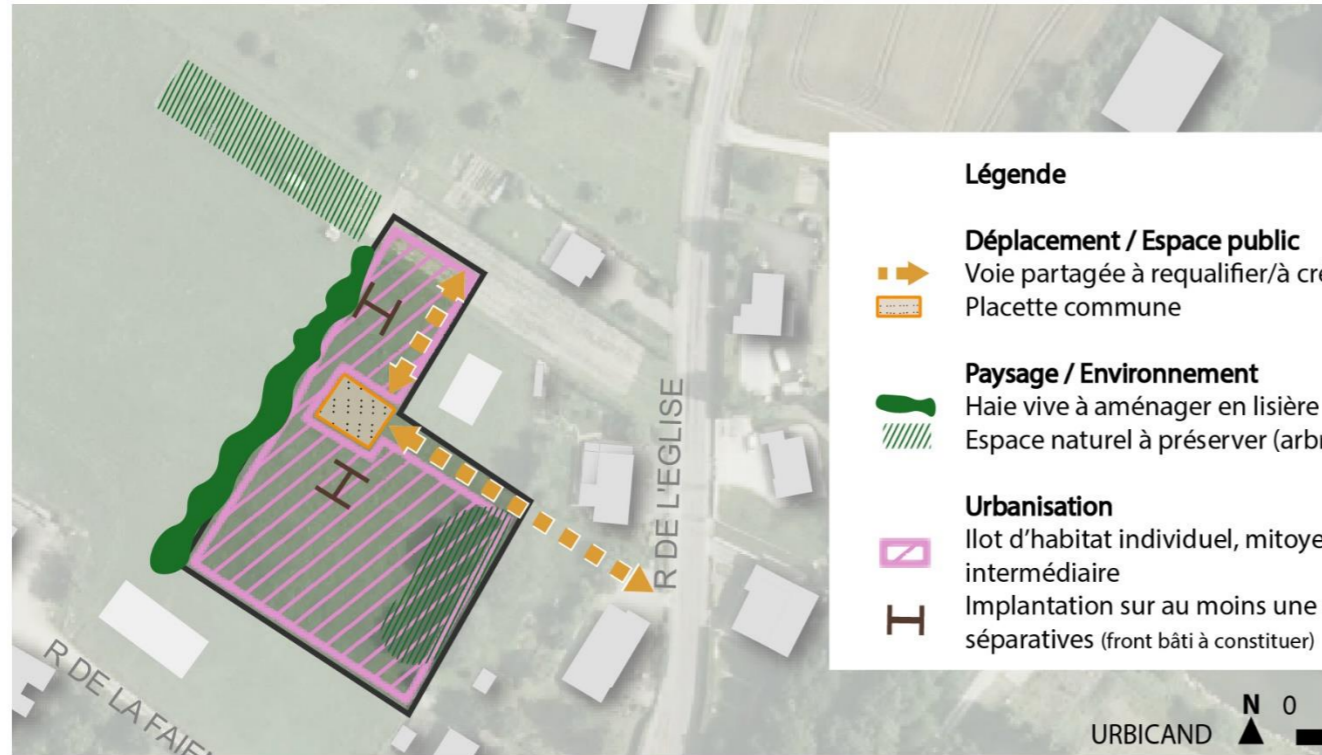 R DE L'EGLISE
R DE LA FAIEN
Légende
Déplacement / Espace public
Voie partagée à requalifier/à cré
Placette commune
Paysage / Environnement
Haie vive à aménager en lisière
Espace naturel à préserver (arbr
Urbanisation
Ilot d'habitat individuel, mitoye
intermédiaire
Implantation sur au moins une
séparatives (front bâti à constituer)
N 0
URBICAND